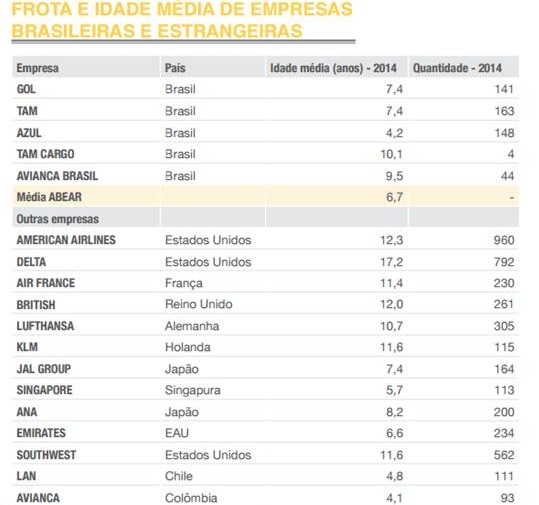 FROTA E IDADE MÉDIA DE EMPRESAS
BRASILEIRAS E ESTRANGEIRAS
Empresa País Idade média (anos) - 2014 Quantidade - 2014
GOL Brasil 7,4 141
TAM Brasil 7,4 163
AZUL Brasil 4,2 148
TAM CARGO Brasil 10,1 4
AVIANCA BRASIL Brasil 9,5 44
Média ABEAR 6,7 -
Outras empresas
AMERICAN AIRLINES Estados Unidos 12,3 960
DELTA Estados Unidos 17,2 792
AIR FRANCE França 11,4 230
BRITISH Reino Unido 12,0 261
LUFTHANSA Alemanha 10,7 305
KLM Holanda 11,6 115
JAL GROUP Japão 7,4 164
SINGAPORE Singapura 5,7 113
ANA Japão 8,2 200
EMIRATES EAU 6,6 234
SOUTHWEST Estados Unidos 11,6 562
LAN Chile 4,8 111
AVIANCA Colômbia 4,1 93